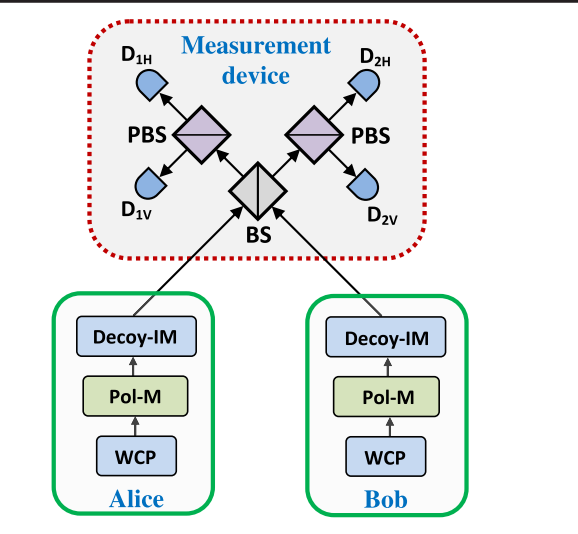 Measurement
device
D1H
D2H
PBS
PBS
D1V
D2V
BS
Decoy-IM
Decoy-IM
Pol-M
Pol-M
WCP
WCP
Alice
Bob